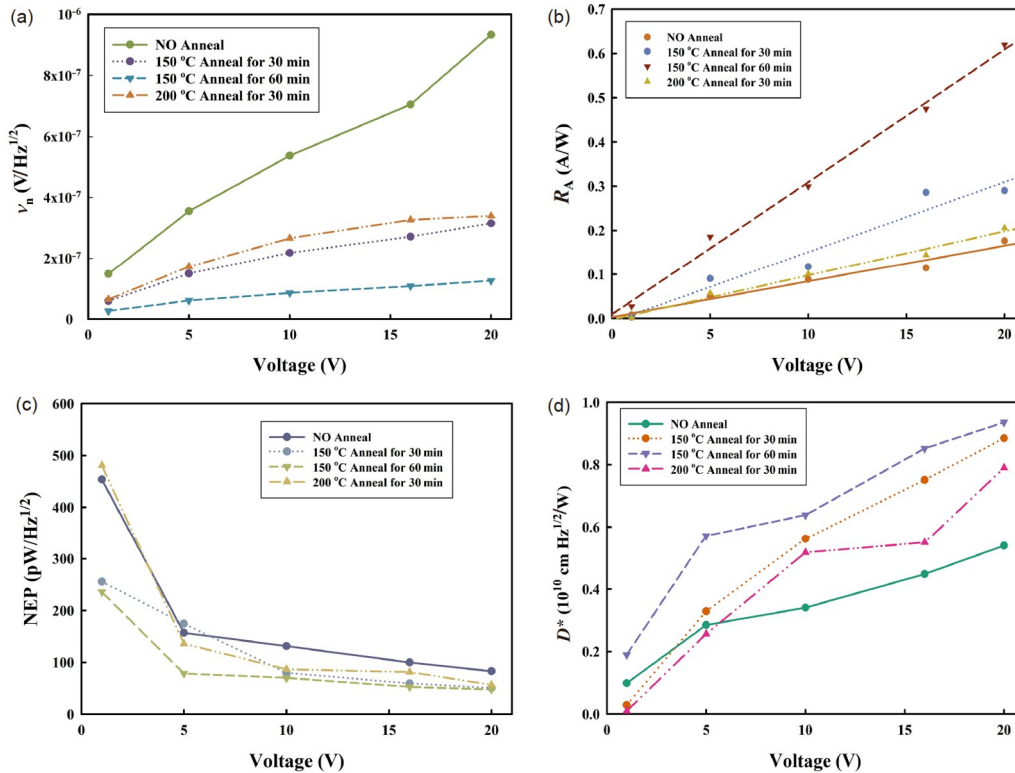 (a)
10⁻⁶
8x10⁻⁷
6x10⁻⁷
4x10⁻⁷
2x10⁻⁷
0
νₙ (V/Hz^1/2)
NO Anneal
150 °C Anneal for 30 min
150 °C Anneal for 60 min
200 °C Anneal for 30 min
0 5 10 15 20
Voltage (V)
(b)
0.7
0.6
0.5
0.4
0.3
0.2
0.1
0.0
R_A (A/W)
NO Anneal
150 °C Anneal for 30 min
150 °C Anneal for 60 min
200 °C Anneal for 30 min
0 5 10 15 20
Voltage (V)
(c)
600
500
400
300
200
100
0
NEP (pW/Hz^1/2)
NO Anneal
150 °C Anneal for 30 min
150 °C Anneal for 60 min
200 °C Anneal for 30 min
0 5 10 15 20
Voltage (V)
(d)
1.0
0.8
0.6
0.4
0.2
0.0
D* (10¹⁰ cm Hz^1/2/W)
NO Anneal
150 °C Anneal for 30 min
150 °C Anneal for 60 min
200 °C Anneal for 30 min
0 5 10 15 20
Voltage (V)